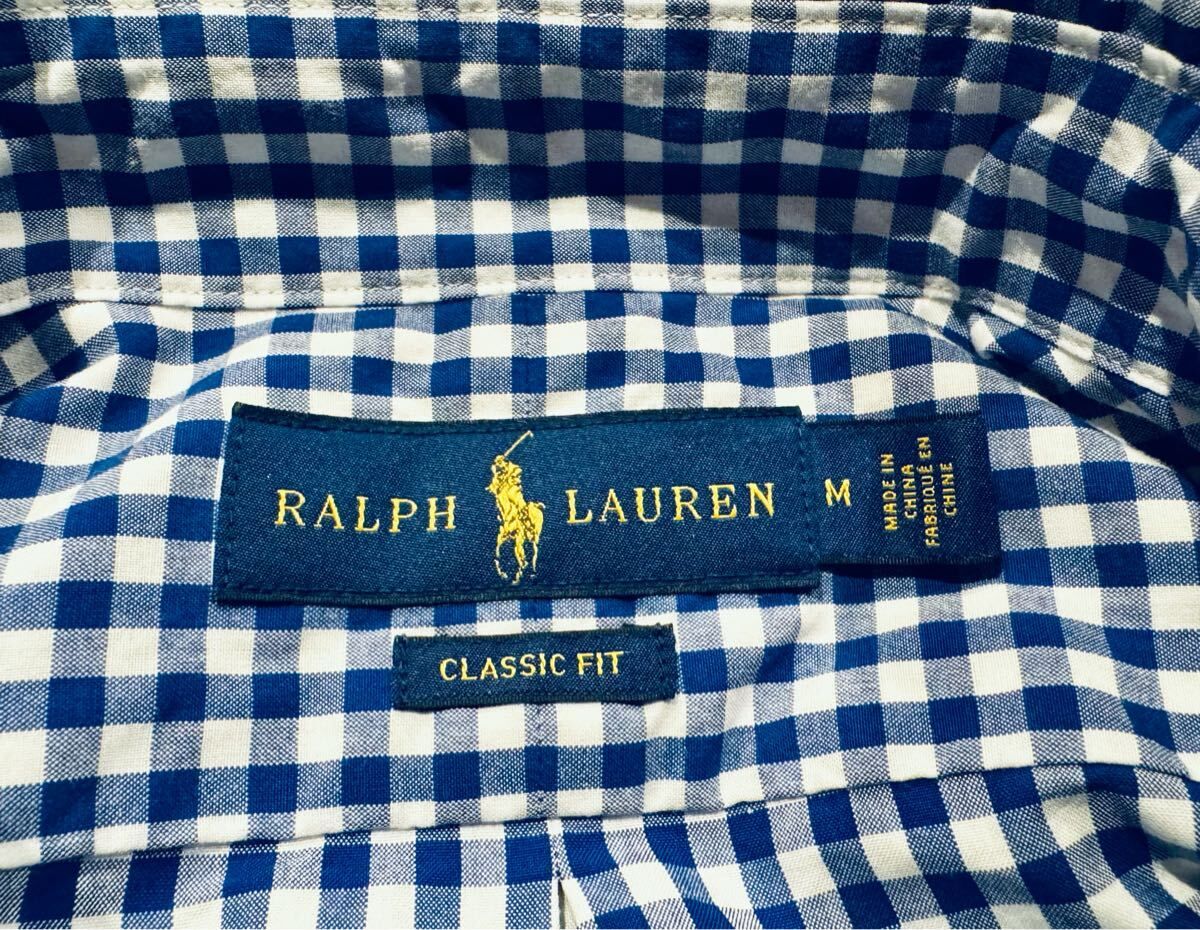 RALPH LAUREN
M
MADE IN
CHINA
FABRIQUÉ EN
CHINE
CLASSIC FIT